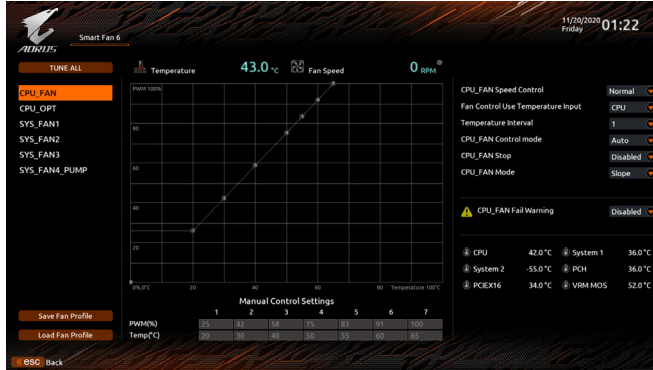 AORUS
Smart Fan 6
11/20/2020
Friday
01:22
TUNE ALL
CPU_FAN
CPU_OPT
SYS_FAN1
SYS_FAN2
SYS_FAN3
SYS_FAN4_PUMP
Save Fan Profile
Load Fan Profile
Temperature 43.0 °C Fan Speed 0 RPM
PWM 100%
80
60
40
20
0%,0°C 20 40 60 80 Temperature 100°C
Manual Control Settings
1 2 3 4 5 6 7
PWM(%) 25 42 58 75 83 91 100
Temp(°C) 20 30 40 50 55 60 65
CPU_FAN Speed Control Normal
Fan Control Use Temperature Input CPU
Temperature Interval 1
CPU_FAN Control mode Auto
CPU_FAN Stop Disabled
CPU_FAN Mode Slope
CPU_FAN Fail Warning Disabled
CPU 42.0°C System 1 36.0°C
System 2 -55.0°C PCH 36.0°C
PCIEX16 34.0°C VRM MOS 52.0°C
esc Back